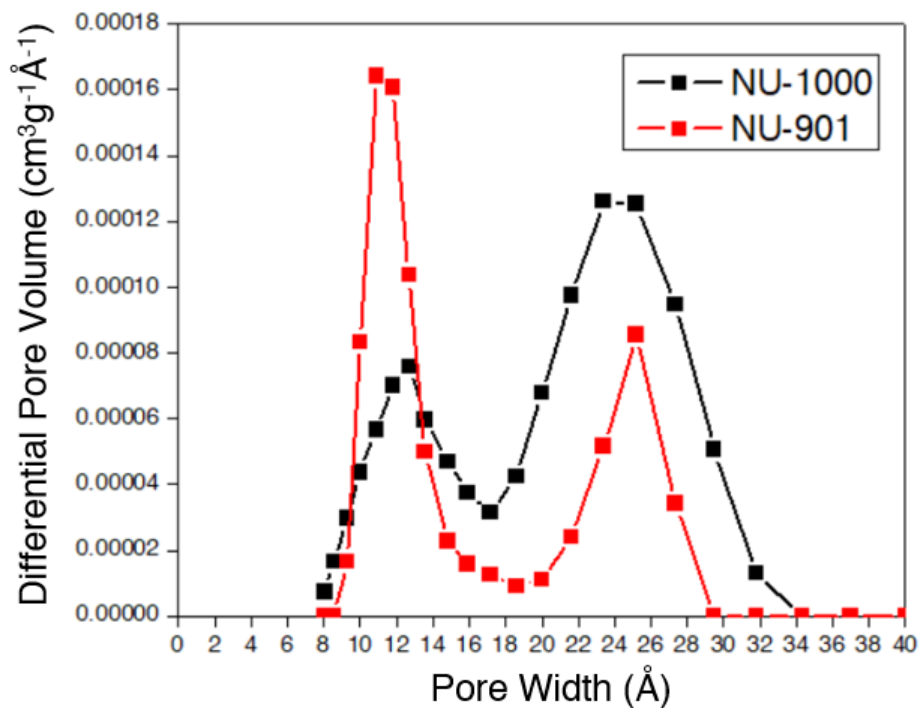 Differential Pore Volume (cm³g⁻¹Å⁻¹)
0.00018
0.00016
0.00014
0.00012
0.00010
0.00008
0.00006
0.00004
0.00002
0.00000
NU-1000
NU-901
0 2 4 6 8 10 12 14 16 18 20 22 24 26 28 30 32 34 36 38 40
Pore Width (Å)